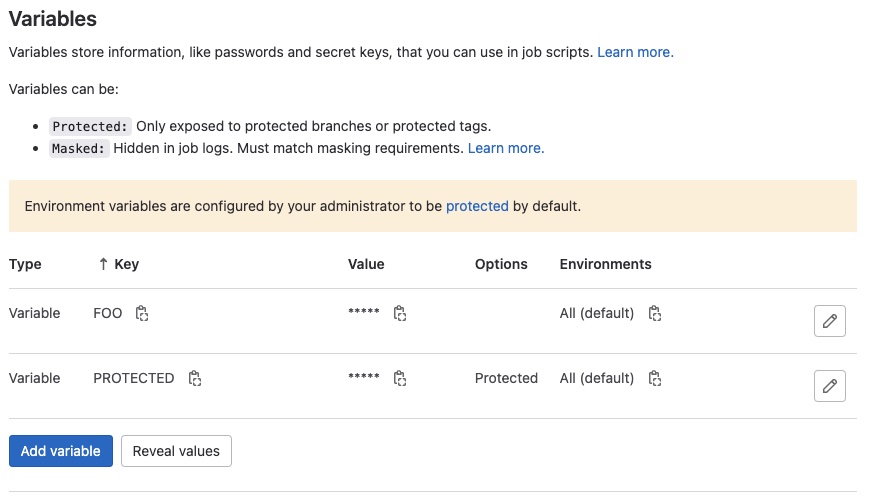 Variables
Variables store information, like passwords and secret keys, that you can use in job scripts. Learn more.
Variables can be:
• Protected: Only exposed to protected branches or protected tags.
• Masked: Hidden in job logs. Must match masking requirements. Learn more.
Environment variables are configured by your administrator to be protected by default.
Type ↑ Key Value Options Environments
Variable FOO ***** All (default)
Variable PROTECTED ***** Protected All (default)
Add variable Reveal values